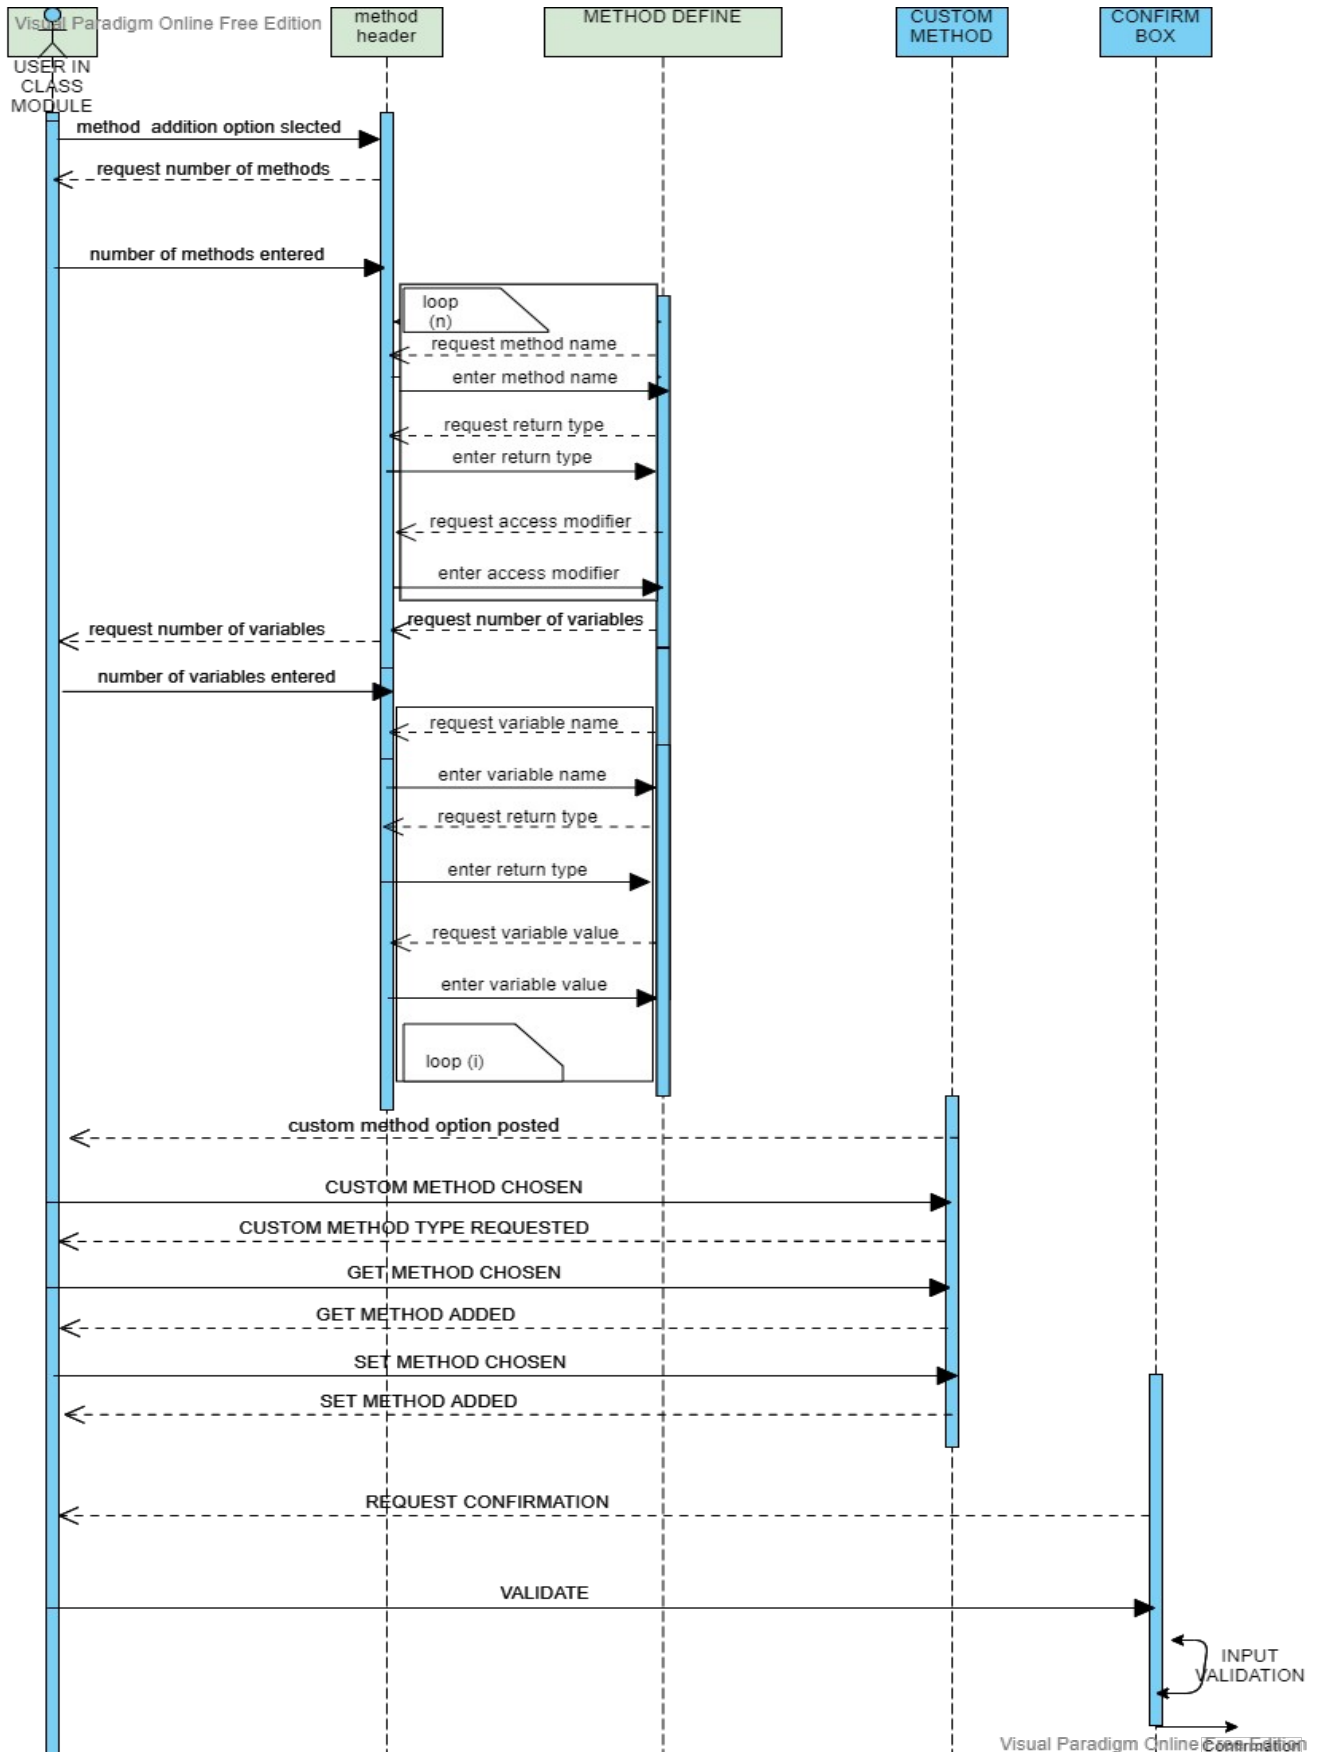 Visual Paradigm Online Free Edition
USER IN
CLASS
MODULE
method
header
METHOD DEFINE
CUSTOM
METHOD
CONFIRM
BOX
method addition option slected
request number of methods
number of methods entered
loop
(n)
request method name
enter method name
request return type
enter return type
request access modifier
enter access modifier
request number of variables
request number of variables
number of variables entered
request variable name
enter variable name
request return type
enter return type
request variable value
enter variable value
loop (i)
custom method option posted
CUSTOM METHOD CHOSEN
CUSTOM METHOD TYPE REQUESTED
GET METHOD CHOSEN
GET METHOD ADDED
SET METHOD CHOSEN
SET METHOD ADDED
REQUEST CONFIRMATION
VALIDATE
INPUT
VALIDATION
Visual Paradigm Online Free Edition
Confirmation